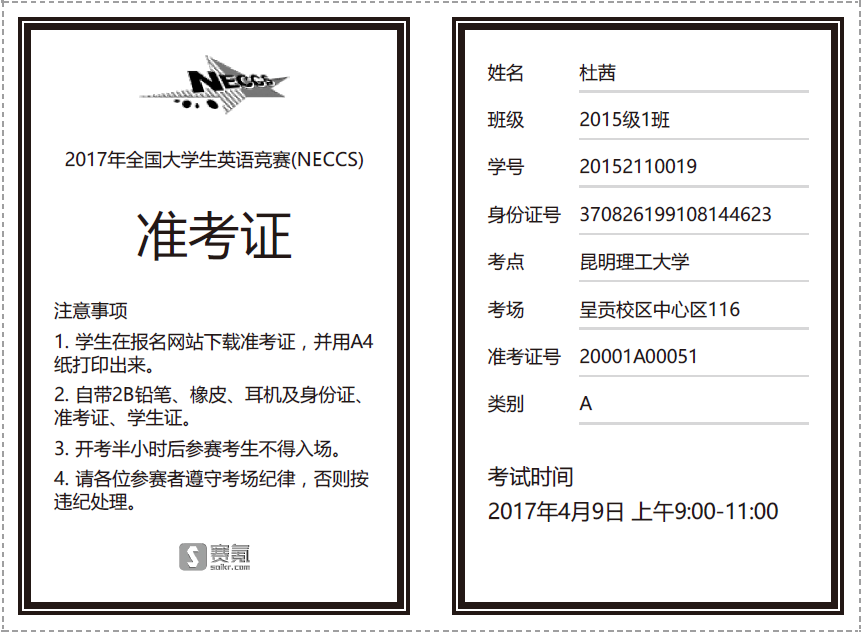 NECCS
2017年全国大学生英语竞赛(NECCS)
准考证
注意事项
1. 学生在报名网站下载准考证，并用A4
纸打印出来。
2. 自带2B铅笔、橡皮、耳机及身份证、
准考证、学生证。
3. 开考半小时后参赛考生不得入场。
4. 请各位参赛者遵守考场纪律，否则按
违纪处理。
赛氪
saikr.com
姓名 杜茜
班级 2015级1班
学号 20152110019
身份证号 370826199108144623
考点 昆明理工大学
考场 呈贡校区中心区116
准考证号 20001A00051
类别 A
考试时间
2017年4月9日 上午9:00-11:00